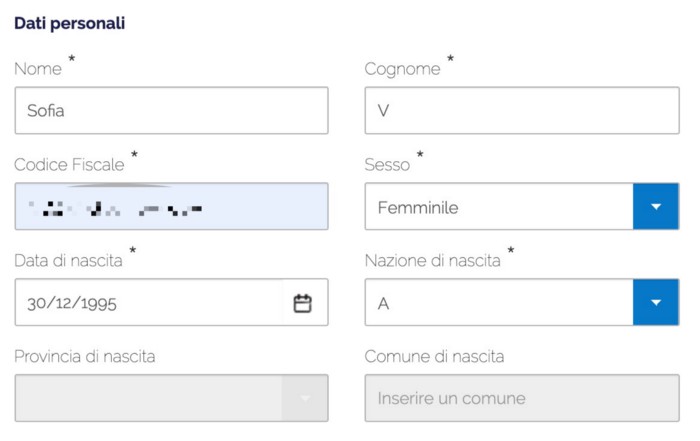 Dati personali
Nome * Cognome *
Sofia V
Codice Fiscale * Sesso *
Femminile
Data di nascita * Nazione di nascita *
30/12/1995 A
Provincia di nascita Comune di nascita
Inserire un comune